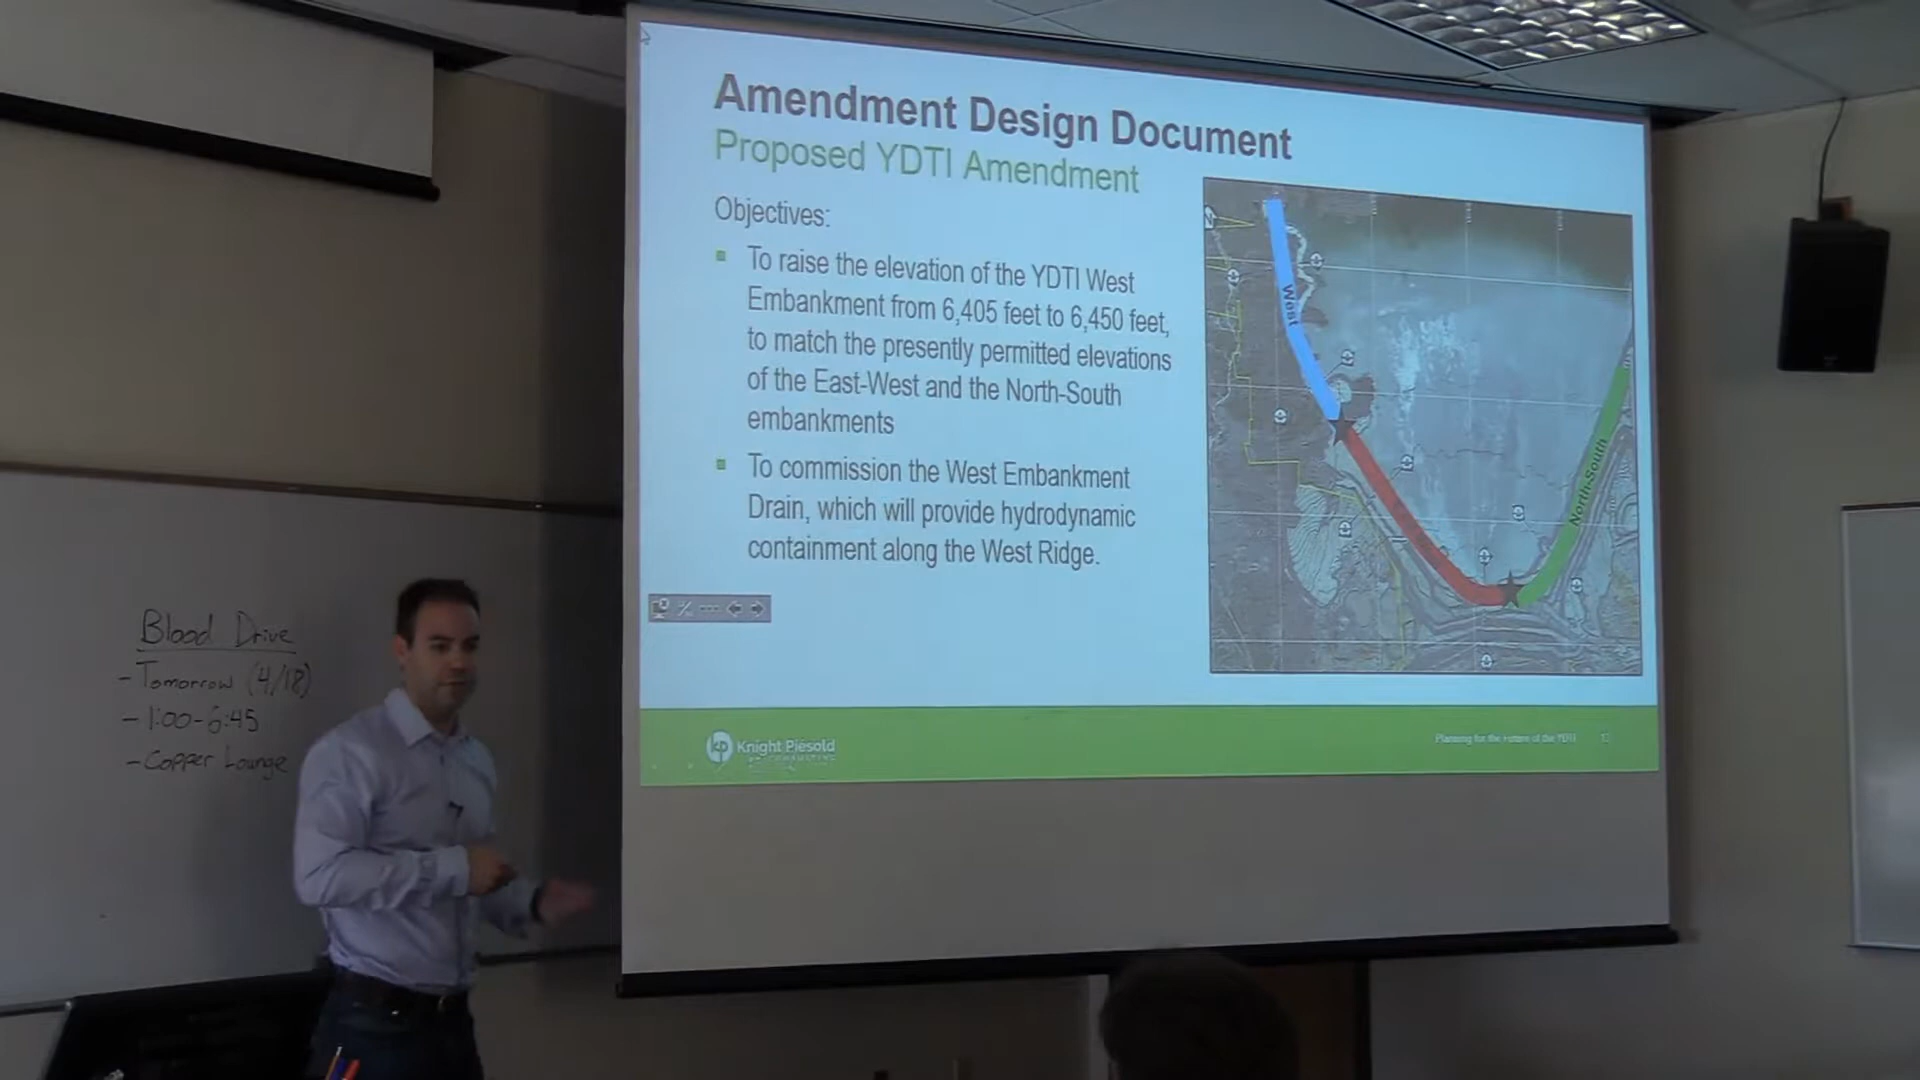 Amendment Design Document
Proposed YDTI Amendment
Objectives:
To raise the elevation of the YDTI West
Embankment from 6,405 feet to 6,450 feet,
to match the presently permitted elevations
of the East-West and the North-South
embankments
To commission the West Embankment
Drain, which will provide hydrodynamic
containment along the West Ridge.
West
North-South
N
kp Knight Piésold
CONSULTING
Planning for the Future of the YDTI
Blood Drive
- Tomorrow (4/18)
- 1:00-6:45
- Copper Lounge